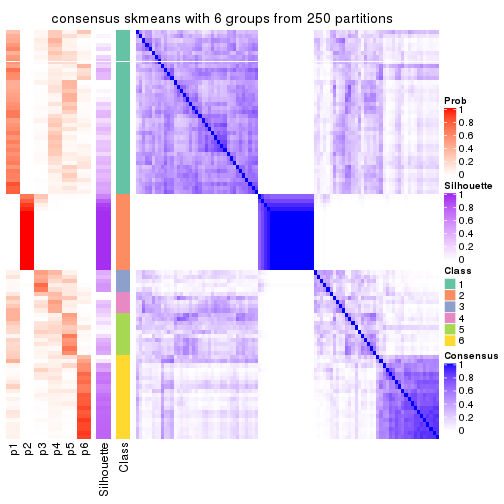 consensus skmeans with 6 groups from 250 partitions
Prob
1
0.8
0.6
0.4
0.2
0
Silhouette
1
0.8
0.6
0.4
0.2
0
Class
1
2
3
4
5
6
Consensus
1
0.8
0.6
0.4
0.2
0
p1
p2
p3
p4
p5
p6
Silhouette
Class